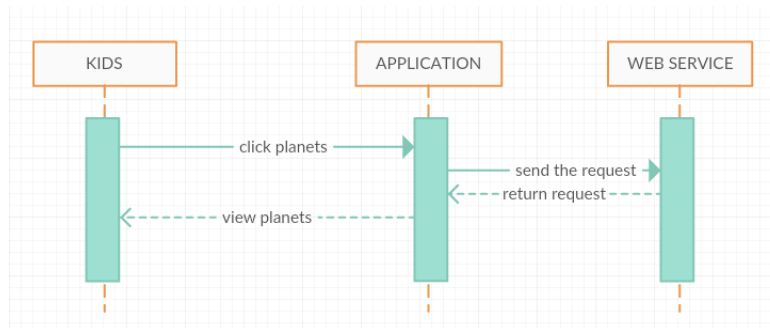 KIDS
APPLICATION
WEB SERVICE
click planets
send the request
return request
view planets